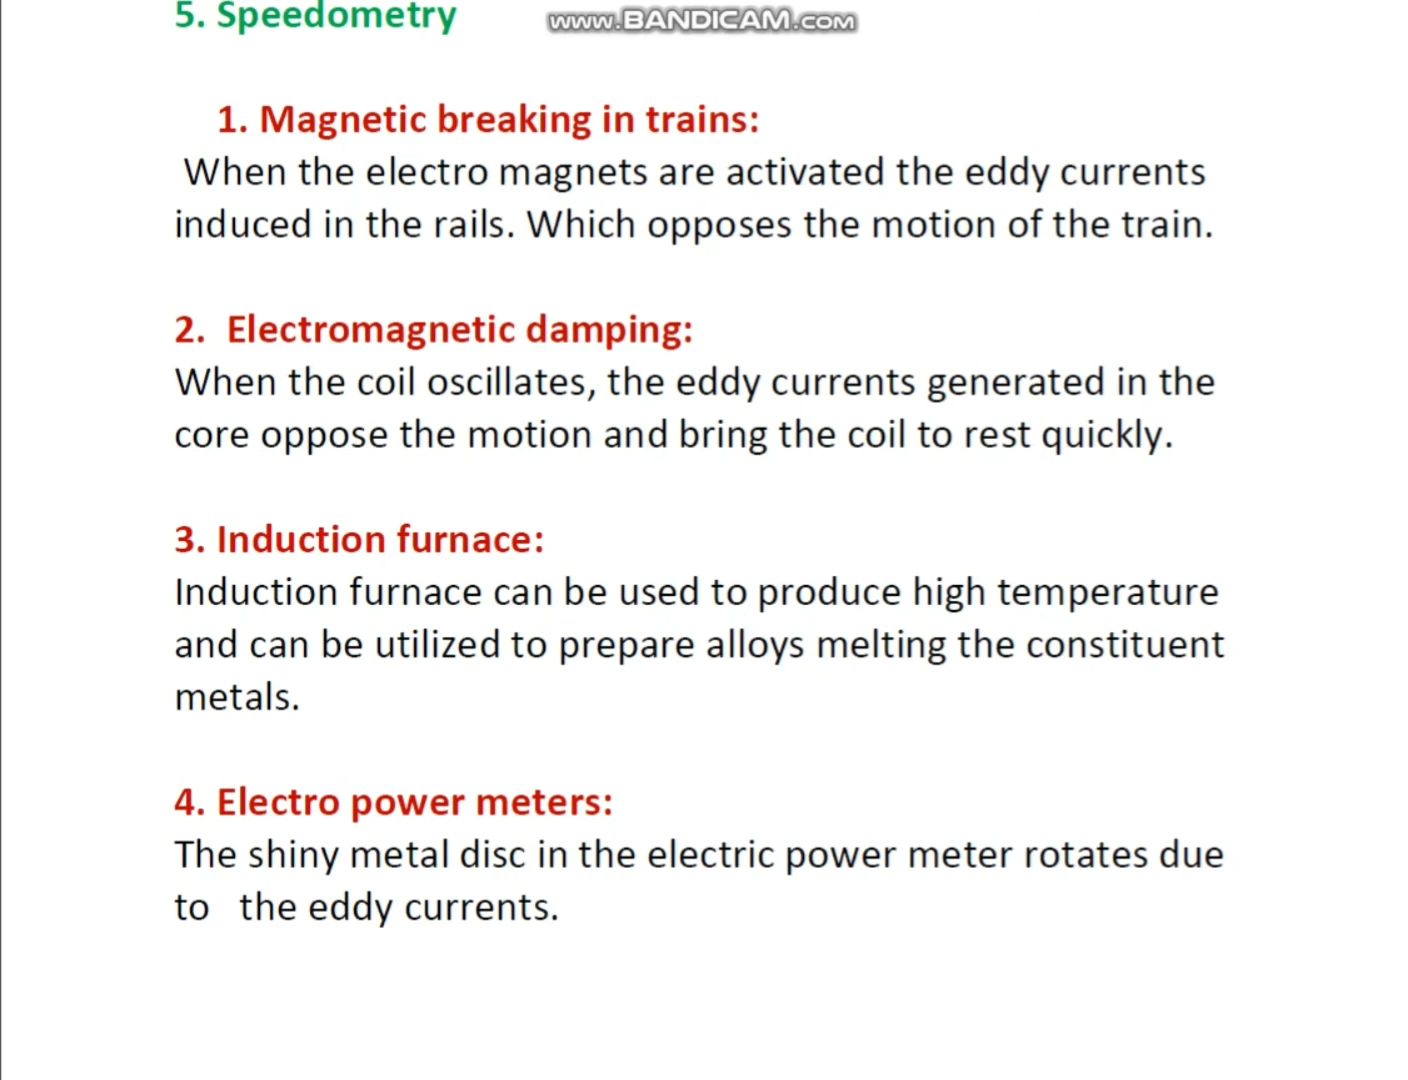 5. Speedometry
www.BANDICAM.com
1. Magnetic breaking in trains:
When the electro magnets are activated the eddy currents
induced in the rails. Which opposes the motion of the train.
2. Electromagnetic damping:
When the coil oscillates, the eddy currents generated in the
core oppose the motion and bring the coil to rest quickly.
3. Induction furnace:
Induction furnace can be used to produce high temperature
and can be utilized to prepare alloys melting the constituent
metals.
4. Electro power meters:
The shiny metal disc in the electric power meter rotates due
to the eddy currents.